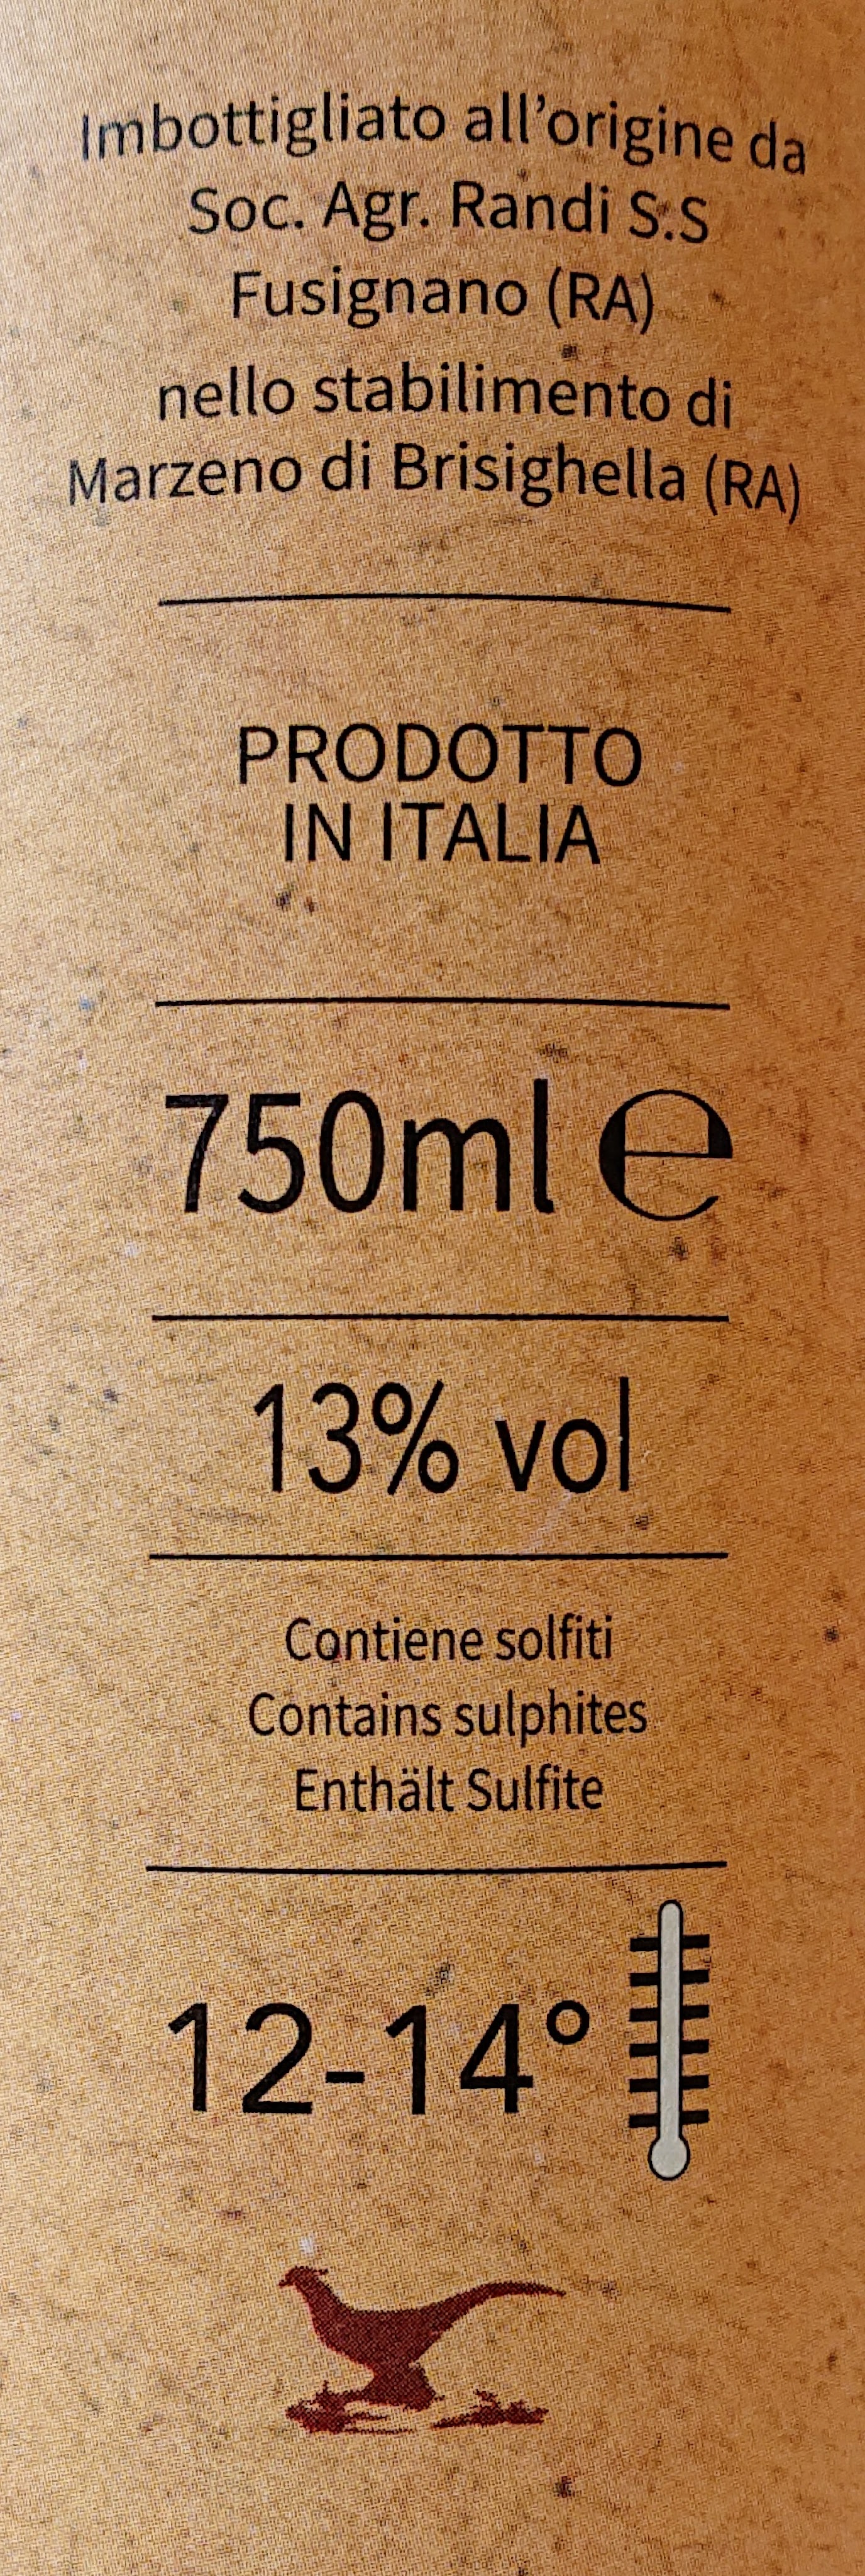 Imbottigliato all’origine da
Soc. Agr. Randi S.S
Fusignano (RA)
nello stabilimento di
Marzeno di Brisighella (RA)
PRODOTTO
IN ITALIA
750ml ℮
13% vol
Contiene solfiti
Contains sulphites
Enthält Sulfite
12-14°